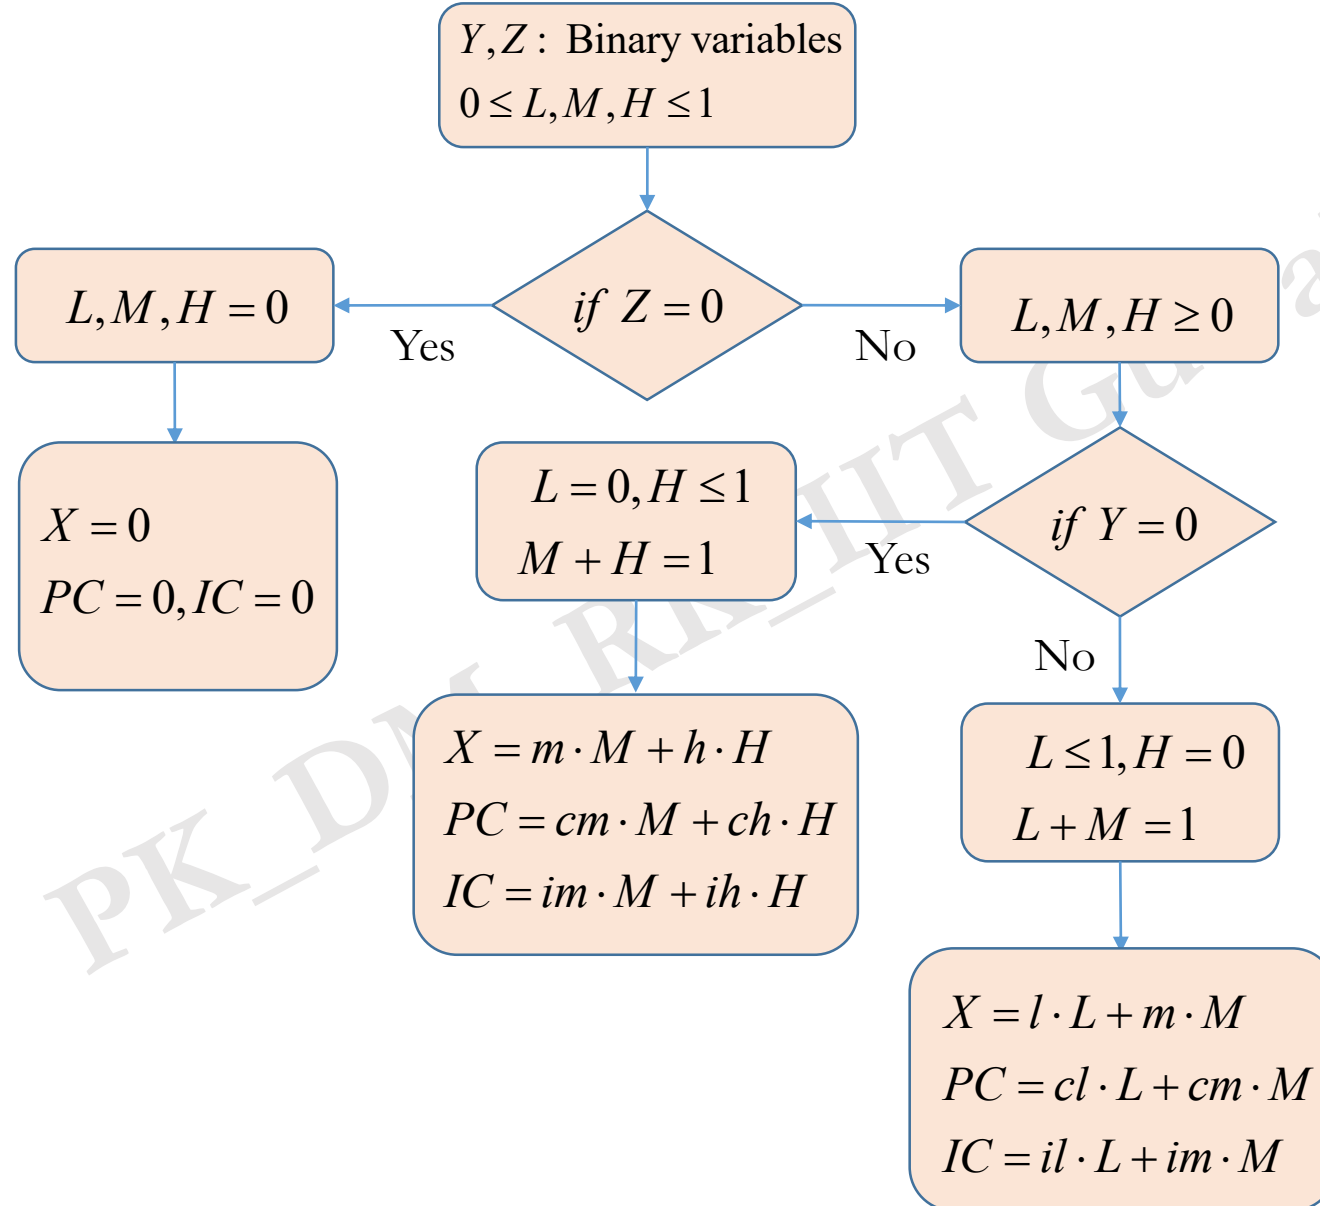 Y, Z : Binary variables
0 ≤ L, M, H ≤ 1
if Z = 0
Yes
No
L, M, H = 0
L, M, H ≥ 0
X = 0
PC = 0, IC = 0
if Y = 0
Yes
No
L = 0, H ≤ 1
M + H = 1
X = m · M + h · H
PC = cm · M + ch · H
IC = im · M + ih · H
L ≤ 1, H = 0
L + M = 1
X = l · L + m · M
PC = cl · L + cm · M
IC = il · L + im · M